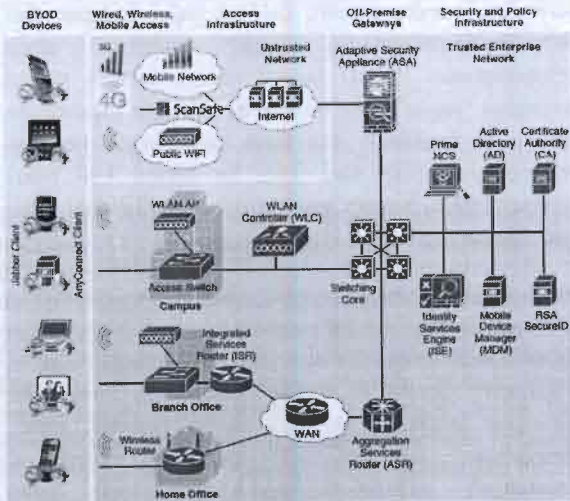 BYOD
Devices
Wired, Wireless,
Mobile Access
Access
Infrastructure
Off-Premise
Gateways
Security and Policy
Infrastructure
3G
Mobile Network
Untrusted
Network
Adaptive Security
Appliance (ASA)
Trusted Enterprise
Network
4G
ScanSafe
Internet
Public WiFi
Prime
NCS
Active
Directory
(AD)
Certificate
Authority
(CA)
Jabber Client
AnyConnect Client
WLAN AP
WLAN
Controller (WLC)
Access Switch
Campus
Switching
Core
Identity
Services
Engine
(ISE)
Mobile
Device
Manager
(MDM)
RSA
SecureID
Integrated
Services
Router (ISR)
Branch Office
WAN
Wireless
Router
Home Office
Aggregation
Services
Router (ASR)